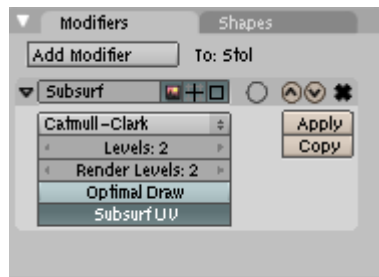 Modifiers Shapes
Add Modifier To: Stol
Subsurf
Catmull-Clark Apply
Levels: 2 Copy
Render Levels: 2
Optimal Draw
Subsurf UV